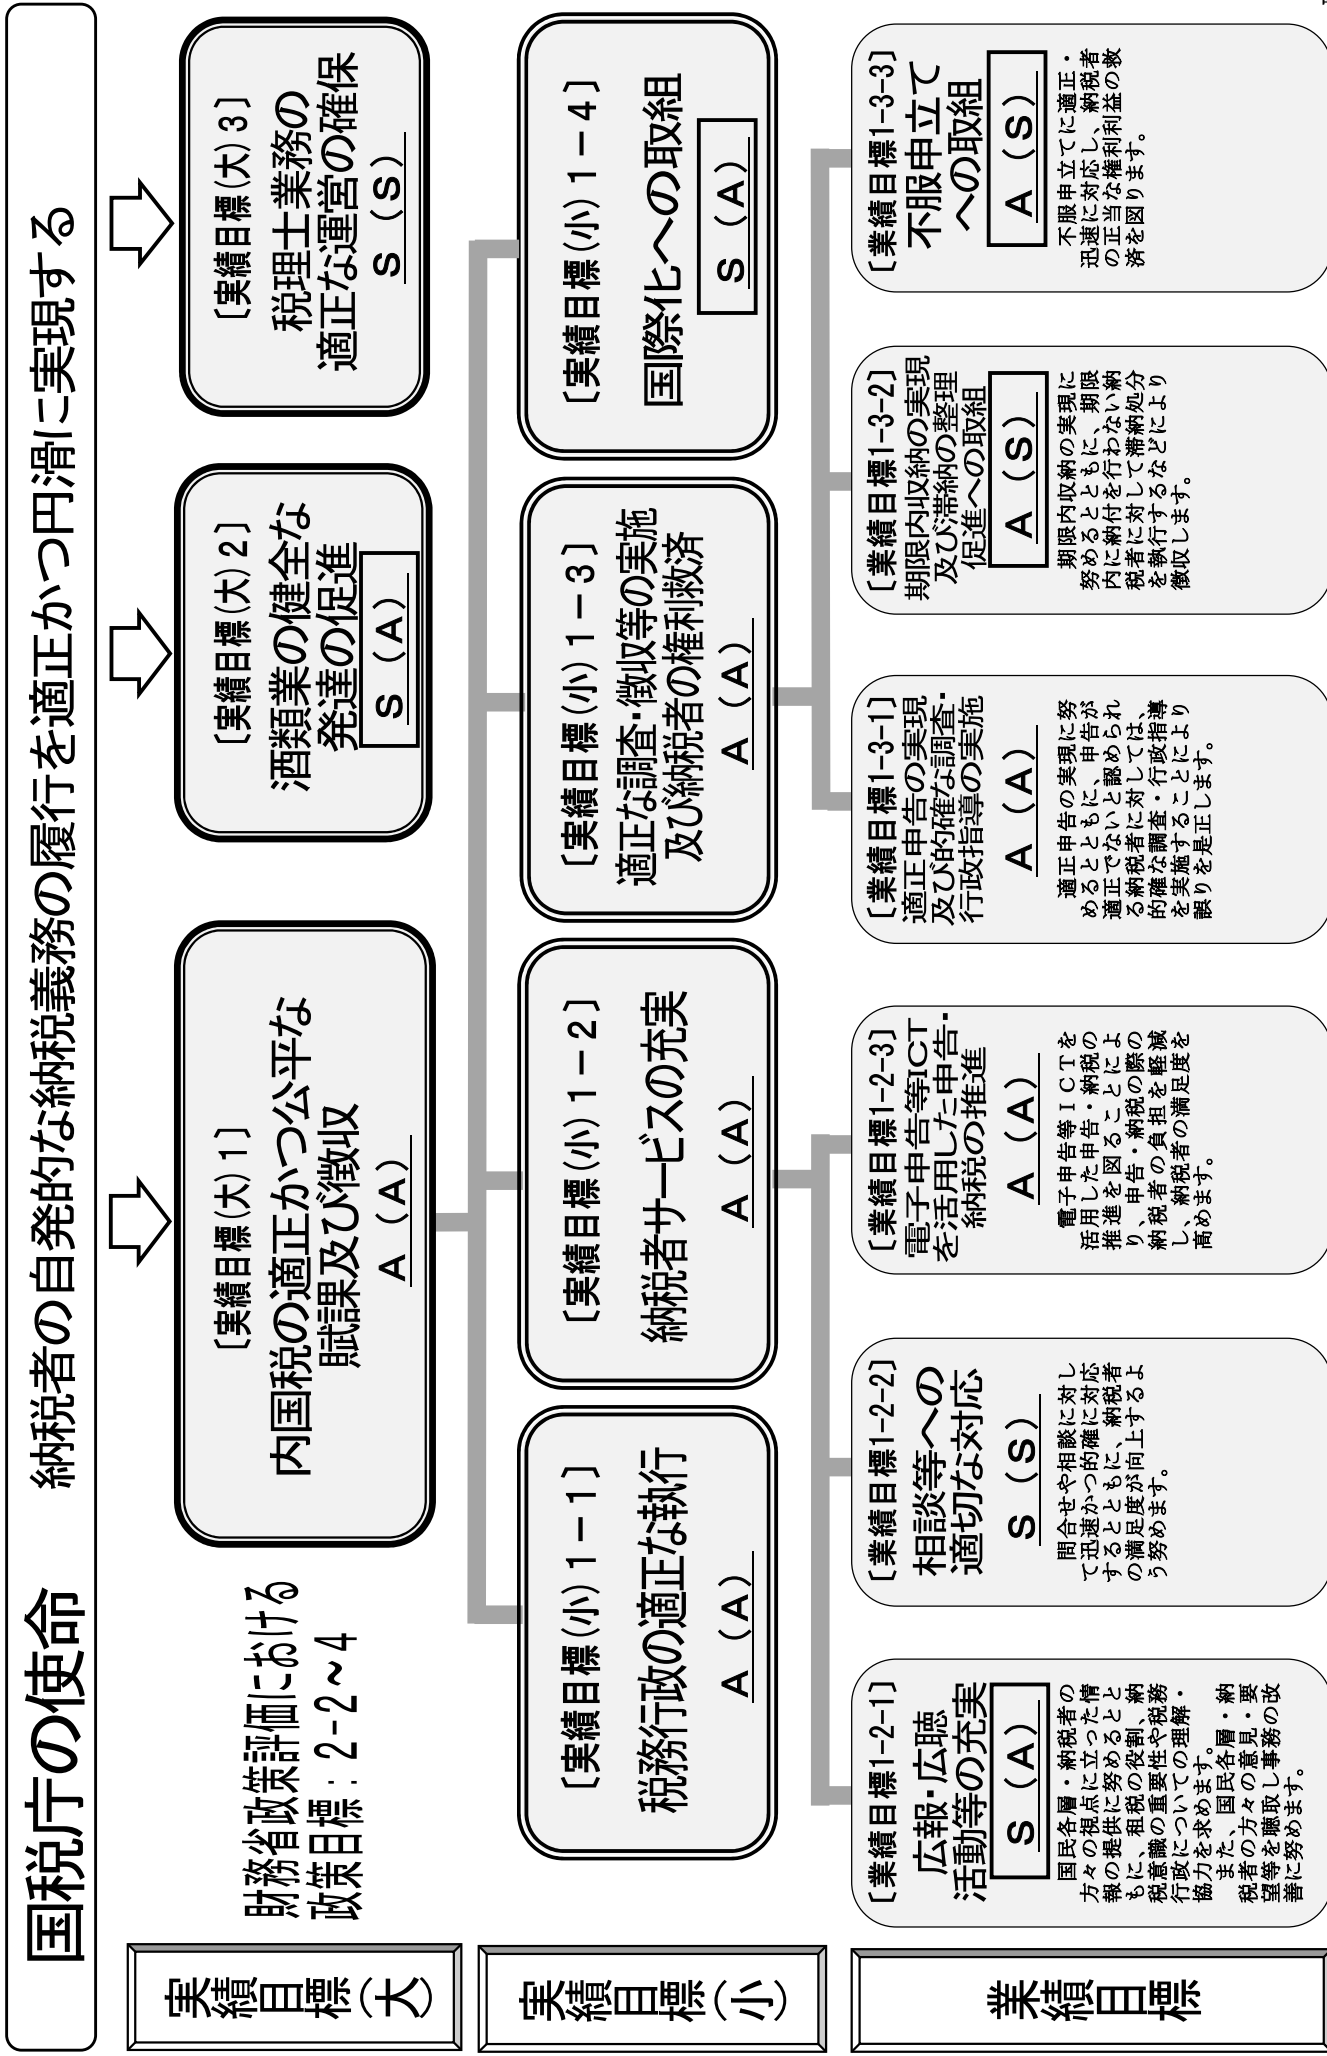 国税庁の使命　納税者の自発的な納税義務の履行を適正かつ円滑に実現する
実績目標(大)
財務省政策評価における
政策目標：2-2～4
〔実績目標(大)1〕
内国税の適正かつ公平な
賦課及び徴収
A（A）
〔実績目標(大)2〕
酒類業の健全な
発達の促進
S（A）
〔実績目標(大)3〕
税理士業務の
適正な運営の確保
S（S）
実績目標(小)
〔実績目標(小)1－1〕
税務行政の適正な執行
A（A）
〔実績目標(小)1－2〕
納税者サービスの充実
A（A）
〔実績目標(小)1－3〕
適正な調査・徴収等の実施
及び納税者の権利救済
A（A）
〔実績目標(小)1－4〕
国際化への取組
S（A）
業績目標
〔業績目標1-2-1〕
広報・広聴
活動等の充実
S（A）
国民各層・納税者の
方々の視点に立った情
報の提供に努めるとと
もに、租税の役割、納
税意識の重要性や税務
行政についての理解・
協力を求めます。
また、国民各層・納
税者の方々の意見・要
望等を聴取し事務の改
善に努めます。
〔業績目標1-2-2〕
相談等への
適切な対応
S（S）
問合せや相談に対し
て迅速かつ的確に対応
するとともに、納税者
の満足度が向上するよ
う努めます。
〔業績目標1-2-3〕
電子申告等ICT
を活用した申告・
納税の推進
A（A）
電子申告等ＩＣＴを
活用した申告・納税の
推進を図ることによ
り、申告・納税の際の
納税者の負担を軽減
し、納税者の満足度を
高めます。
〔業績目標1-3-1〕
適正申告の実現
及び的確な調査・
行政指導の実施
A（A）
適正申告の実現に努
めるとともに、申告が
適正でないと認められ
る納税者に対しては、
的確な調査・行政指導
を実施することにより
誤りを是正します。
〔業績目標1-3-2〕
期限内収納の実現
及び滞納の整理
促進への取組
A（S）
期限内収納の実現に
努めるとともに、期限
内に納付を行わない納
税者に対して滞納処分
を執行するなどにより
徴収します。
〔業績目標1-3-3〕
不服申立て
への取組
A（S）
不服申立てに適正・
迅速に対応し、納税者
の正当な権利利益の救
済を図ります。